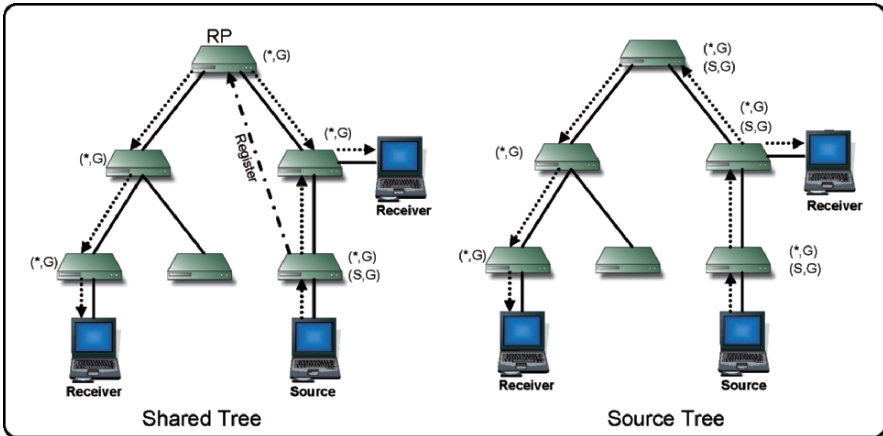 RP
(*,G)
(*,G)
(*,G)
Register
Receiver
(*,G)
(*,G)
(S,G)
Receiver
Source
Shared Tree
(*,G)
(S,G)
(*,G)
(S,G)
(*,G)
Receiver
(*,G)
(*,G)
(S,G)
Receiver
Source
Source Tree